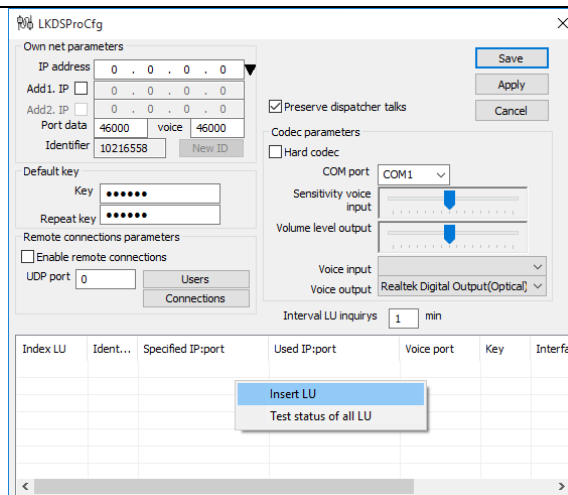 LKDSProCfg
Own net parameters
IP address 0 . 0 . 0 . 0
Add1. IP 0 . 0 . 0 . 0
Add2. IP 0 . 0 . 0 . 0
Port data 46000 voice 46000
Identifier 10216558 New ID
Default key
Key ●●●●●●
Repeat key ●●●●●●
Remote connections parameters
Enable remote connections
UDP port 0 Users
Connections
Save
Apply
Cancel
Preserve dispatcher talks
Codec parameters
Hard codec
COM port COM1
Sensitivity voice
input
Volume level output
Voice input
Voice output Realtek Digital Output(Optical)
Interval LU inquirys 1 min
Index LU Ident... Specified IP:port Used IP:port Voice port Key Interfa
Insert LU
Test status of all LU